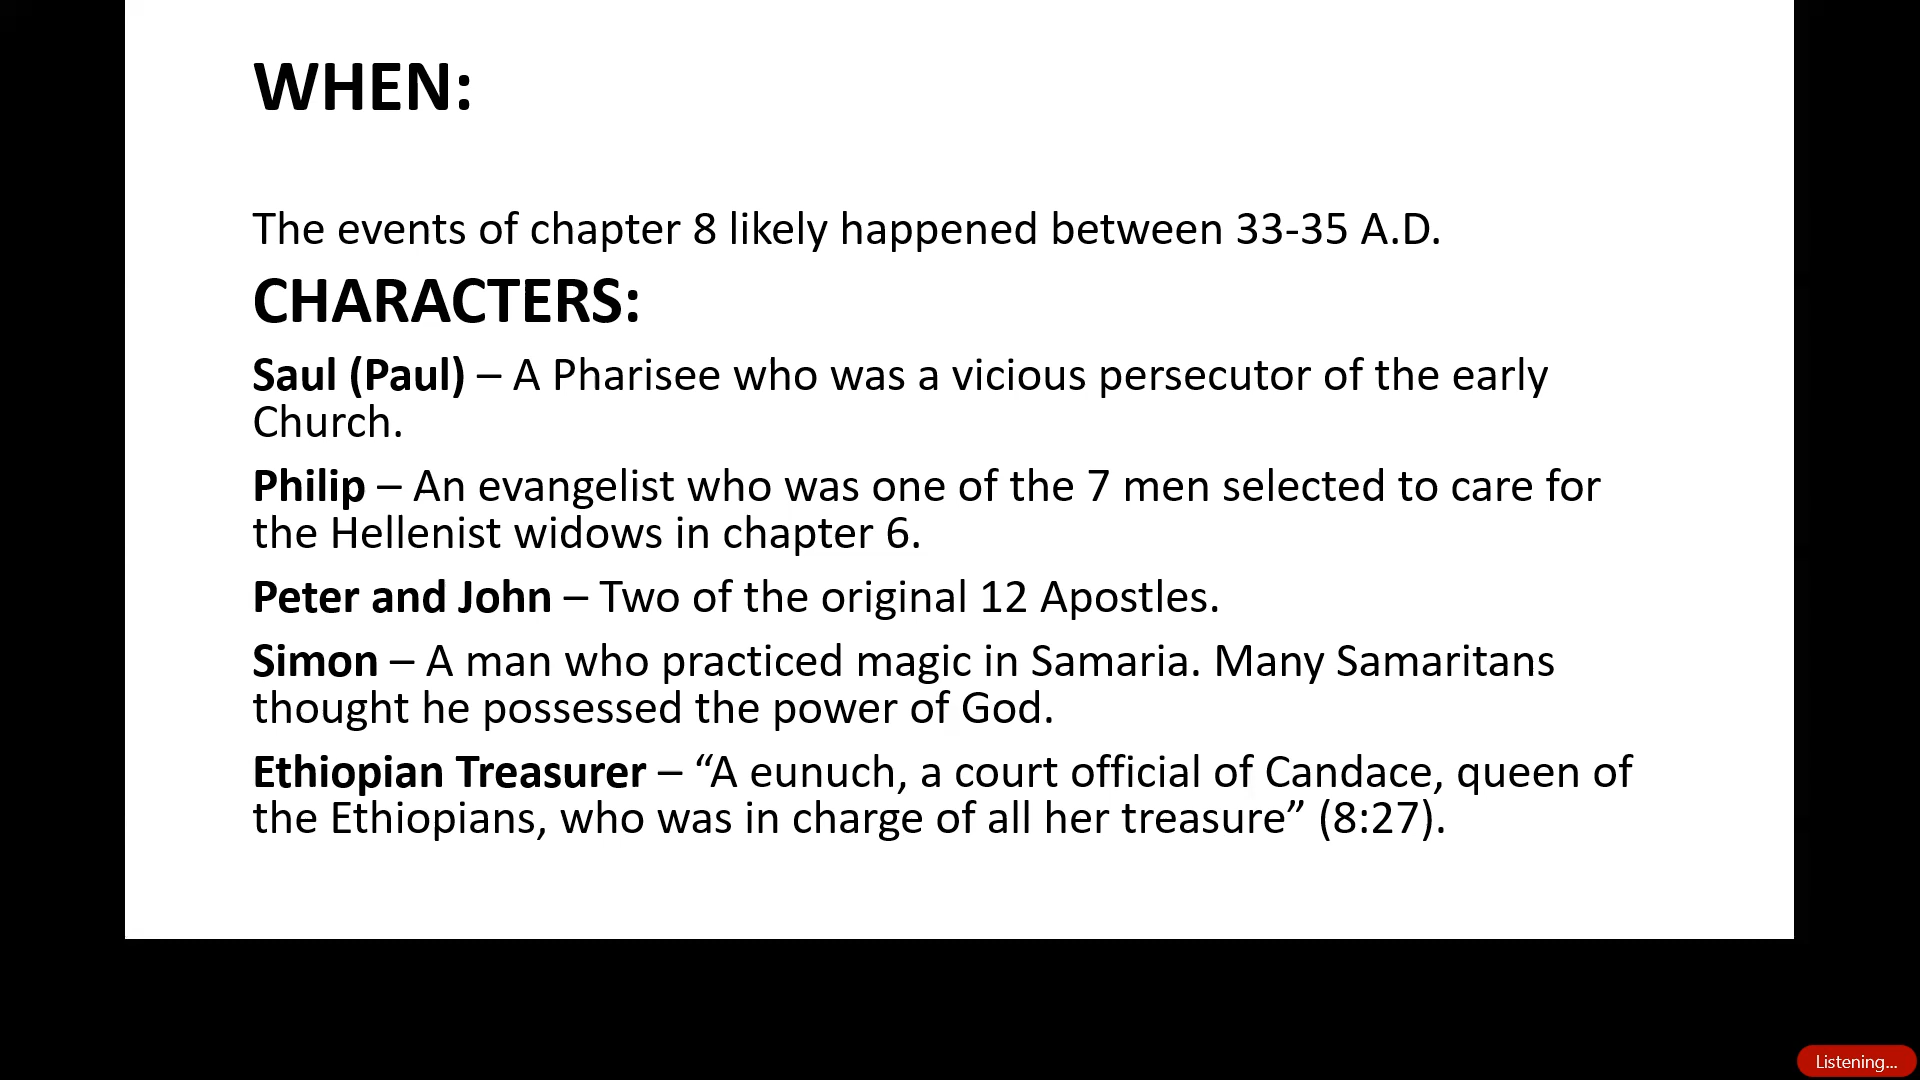 WHEN:
The events of chapter 8 likely happened between 33-35 A.D.
CHARACTERS:
Saul (Paul) – A Pharisee who was a vicious persecutor of the early
Church.
Philip – An evangelist who was one of the 7 men selected to care for
the Hellenist widows in chapter 6.
Peter and John – Two of the original 12 Apostles.
Simon – A man who practiced magic in Samaria. Many Samaritans
thought he possessed the power of God.
Ethiopian Treasurer – “A eunuch, a court official of Candace, queen of
the Ethiopians, who was in charge of all her treasure” (8:27).
Listening...